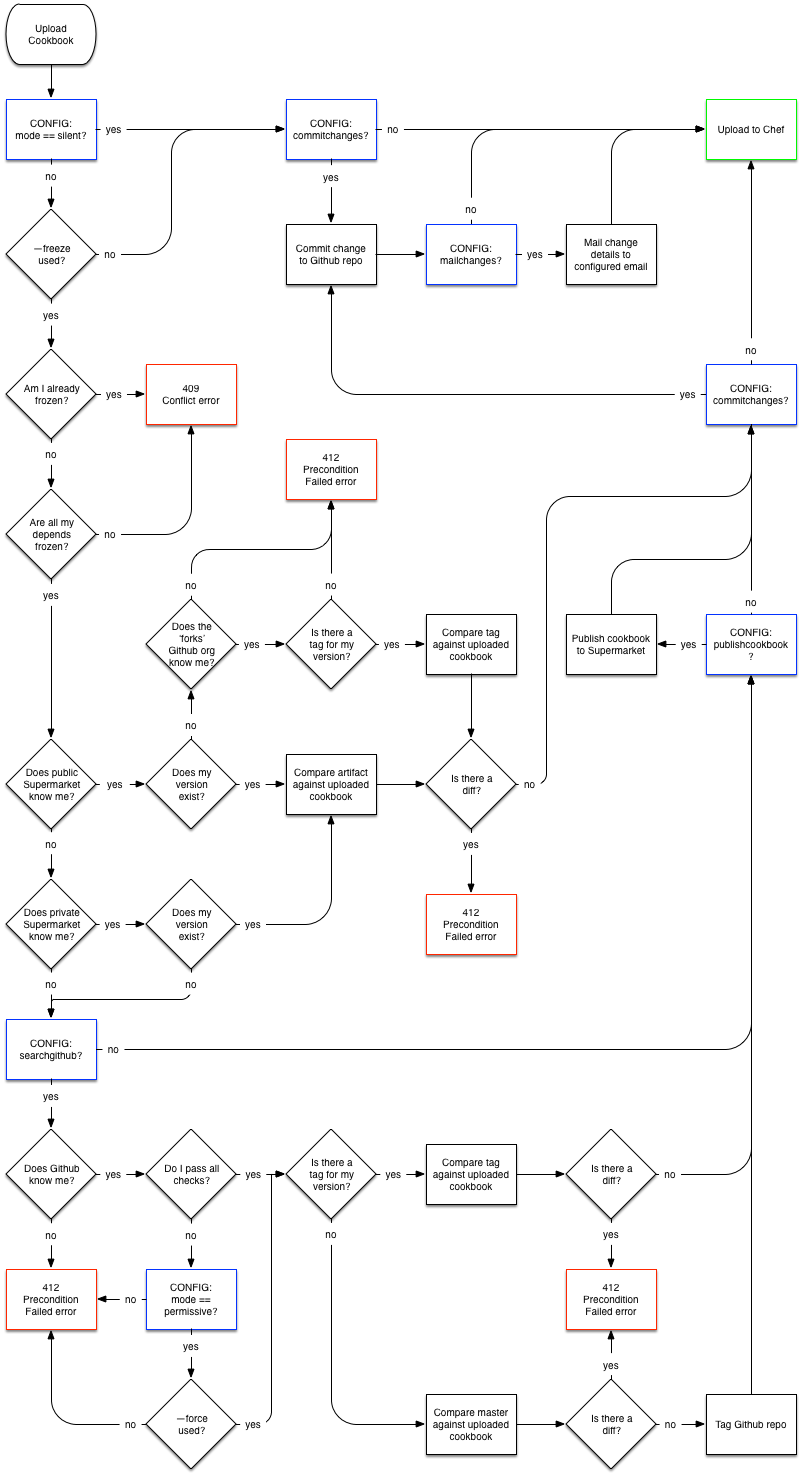 Upload
Cookbook
CONFIG:
mode == silent?
yes
CONFIG:
commitchanges?
no
Upload to Chef
no
yes
—freeze
used?
no
Commit change
to Github repo
no
CONFIG:
mailchanges?
yes
Mail change
details to
configured email
yes
no
Am I already
frozen?
yes
409
Conflict error
yes
CONFIG:
commitchanges?
no
412
Precondition
Failed error
Are all my
depends
frozen?
no
yes
no
no
no
Does the
'forks'
Github org
know me?
yes
Is there a
tag for my
version?
yes
Compare tag
against uploaded
cookbook
Publish cookbook
to Supermarket
yes
CONFIG:
publishcookbook
?
no
Does public
Supermarket
know me?
yes
Does my
version
exist?
yes
Compare artifact
against uploaded
cookbook
Is there a
diff?
no
no
yes
Does private
Supermarket
know me?
yes
Does my
version
exist?
yes
412
Precondition
Failed error
no
no
CONFIG:
searchgithub?
no
yes
Does Github
know me?
yes
Do I pass all
checks?
yes
Is there a
tag for my
version?
yes
Compare tag
against uploaded
cookbook
Is there a
diff?
no
no
no
no
yes
412
Precondition
Failed error
no
CONFIG:
mode ==
permissive?
412
Precondition
Failed error
yes
yes
no
—force
used?
yes
Compare master
against uploaded
cookbook
Is there a
diff?
no
Tag Github repo